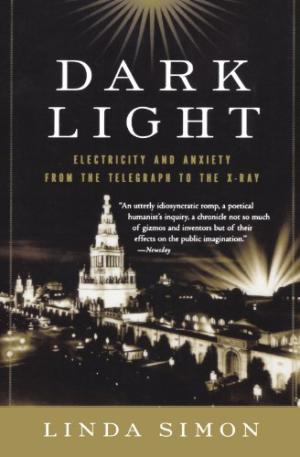 DARK
LIGHT
ELECTRICITY AND ANXIETY
FROM THE TELEGRAPH TO THE X-RAY
"An utterly idiosyncratic romp, a poetical
humanist's inquiry, a chronicle not so much
of gizmos and inventors but of their
effects on the public imagination."
—Newsday
LINDA SIMON